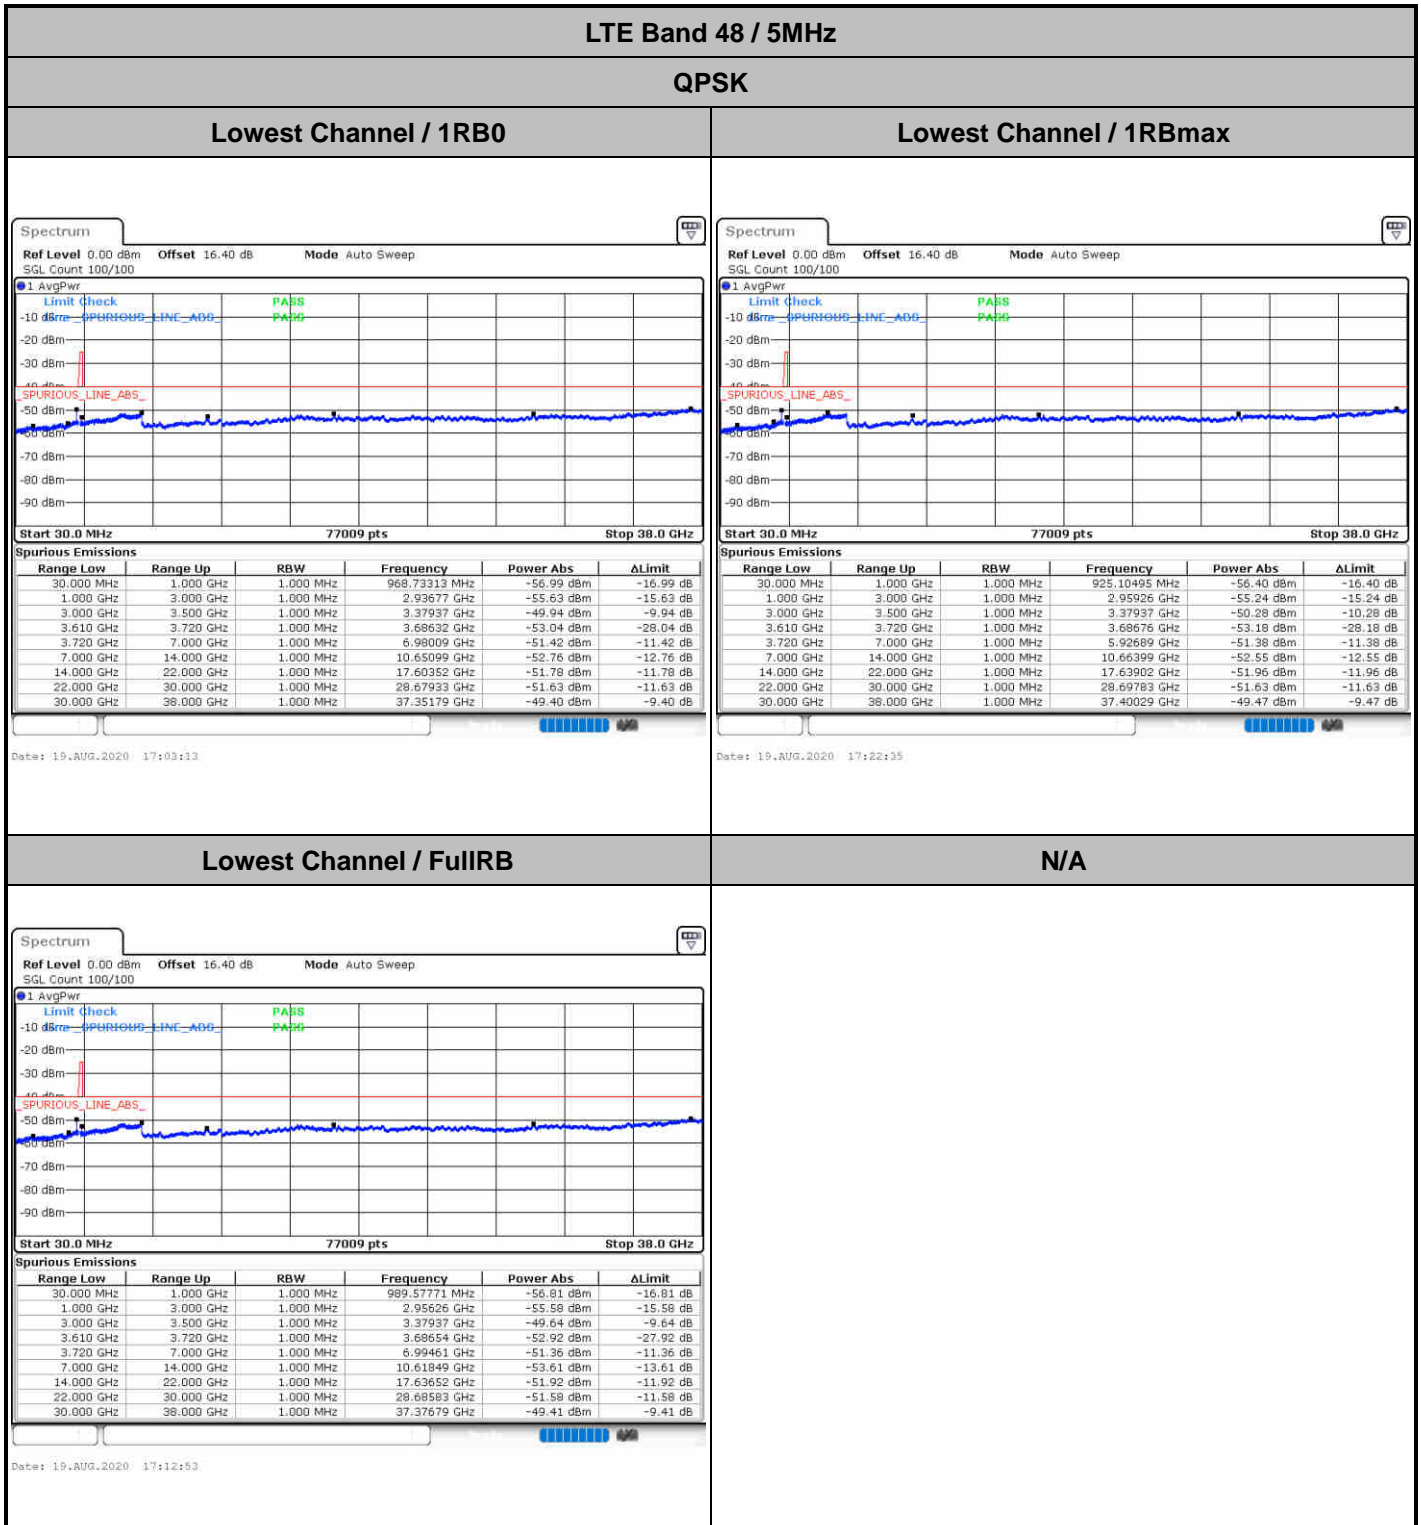 LTE Band 48 / 5MHz
QPSK
Lowest Channel / 1RB0 Lowest Channel / 1RBmax
Spectrum
Ref Level 0.00 dBm Offset 16.40 dB Mode Auto Sweep
SGL Count 100/100
1 AvgPwr
Limit Check PASS
-10 dBm Line _SPURIOUS_LINE_ABS_ PASS
-20 dBm
-30 dBm
-40 dBm
_SPURIOUS_LINE_ABS_
-50 dBm
-60 dBm
-70 dBm
-80 dBm
-90 dBm
Start 30.0 MHz 77009 pts Stop 38.0 GHz
Spurious Emissions
Range Low Range Up RBW Frequency Power Abs ΔLimit
30.000 MHz 1.000 GHz 1.000 MHz 968.73313 MHz -56.99 dBm -16.99 dB
1.000 GHz 3.000 GHz 1.000 MHz 2.93677 GHz -55.63 dBm -15.63 dB
3.000 GHz 3.500 GHz 1.000 MHz 3.37937 GHz -49.94 dBm -9.94 dB
3.610 GHz 3.720 GHz 1.000 MHz 3.68632 GHz -53.04 dBm -28.04 dB
3.720 GHz 7.000 GHz 1.000 MHz 6.98009 GHz -51.42 dBm -11.42 dB
7.000 GHz 14.000 GHz 1.000 MHz 10.65099 GHz -52.76 dBm -12.76 dB
14.000 GHz 22.000 GHz 1.000 MHz 17.60352 GHz -51.78 dBm -11.78 dB
22.000 GHz 30.000 GHz 1.000 MHz 28.67933 GHz -51.63 dBm -11.63 dB
30.000 GHz 38.000 GHz 1.000 MHz 37.35179 GHz -49.40 dBm -9.40 dB
Date: 19.AUG.2020 17:03:13
Spectrum
Ref Level 0.00 dBm Offset 16.40 dB Mode Auto Sweep
SGL Count 100/100
1 AvgPwr
Limit Check PASS
-10 dBm Line _SPURIOUS_LINE_ABS_ PASS
-20 dBm
-30 dBm
-40 dBm
_SPURIOUS_LINE_ABS_
-50 dBm
-60 dBm
-70 dBm
-80 dBm
-90 dBm
Start 30.0 MHz 77009 pts Stop 38.0 GHz
Spurious Emissions
Range Low Range Up RBW Frequency Power Abs ΔLimit
30.000 MHz 1.000 GHz 1.000 MHz 925.10495 MHz -56.40 dBm -16.40 dB
1.000 GHz 3.000 GHz 1.000 MHz 2.95926 GHz -55.24 dBm -15.24 dB
3.000 GHz 3.500 GHz 1.000 MHz 3.37937 GHz -50.28 dBm -10.28 dB
3.610 GHz 3.720 GHz 1.000 MHz 3.68676 GHz -53.18 dBm -28.18 dB
3.720 GHz 7.000 GHz 1.000 MHz 5.92689 GHz -51.38 dBm -11.38 dB
7.000 GHz 14.000 GHz 1.000 MHz 10.66399 GHz -52.55 dBm -12.55 dB
14.000 GHz 22.000 GHz 1.000 MHz 17.63902 GHz -51.96 dBm -11.96 dB
22.000 GHz 30.000 GHz 1.000 MHz 28.69783 GHz -51.63 dBm -11.63 dB
30.000 GHz 38.000 GHz 1.000 MHz 37.40029 GHz -49.47 dBm -9.47 dB
Date: 19.AUG.2020 17:22:35
Lowest Channel / FullRB N/A
Spectrum
Ref Level 0.00 dBm Offset 16.40 dB Mode Auto Sweep
SGL Count 100/100
1 AvgPwr
Limit Check PASS
-10 dBm Line _SPURIOUS_LINE_ABS_ PASS
-20 dBm
-30 dBm
-40 dBm
_SPURIOUS_LINE_ABS_
-50 dBm
-60 dBm
-70 dBm
-80 dBm
-90 dBm
Start 30.0 MHz 77009 pts Stop 38.0 GHz
Spurious Emissions
Range Low Range Up RBW Frequency Power Abs ΔLimit
30.000 MHz 1.000 GHz 1.000 MHz 989.57771 MHz -56.81 dBm -16.81 dB
1.000 GHz 3.000 GHz 1.000 MHz 2.95626 GHz -55.58 dBm -15.58 dB
3.000 GHz 3.500 GHz 1.000 MHz 3.37937 GHz -49.64 dBm -9.64 dB
3.610 GHz 3.720 GHz 1.000 MHz 3.68654 GHz -52.92 dBm -27.92 dB
3.720 GHz 7.000 GHz 1.000 MHz 6.99461 GHz -51.36 dBm -11.36 dB
7.000 GHz 14.000 GHz 1.000 MHz 10.61849 GHz -53.61 dBm -13.61 dB
14.000 GHz 22.000 GHz 1.000 MHz 17.63652 GHz -51.92 dBm -11.92 dB
22.000 GHz 30.000 GHz 1.000 MHz 28.68583 GHz -51.58 dBm -11.58 dB
30.000 GHz 38.000 GHz 1.000 MHz 37.37679 GHz -49.41 dBm -9.41 dB
Date: 19.AUG.2020 17:12:53